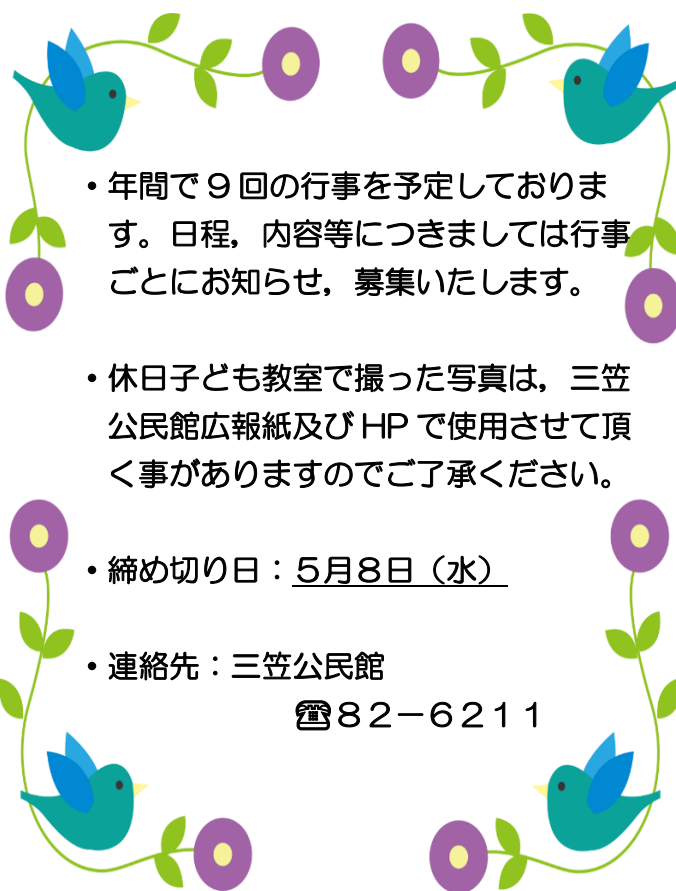 ・年間で９回の行事を予定しておりま
す。日程，内容等につきましては行事
ごとにお知らせ，募集いたします。
・休日子ども教室で撮った写真は，三笠
公民館広報紙及びHPで使用させて頂
く事がありますのでご了承ください。
・締め切り日：５月８日（水）
・連絡先：三笠公民館
☎８２－６２１１